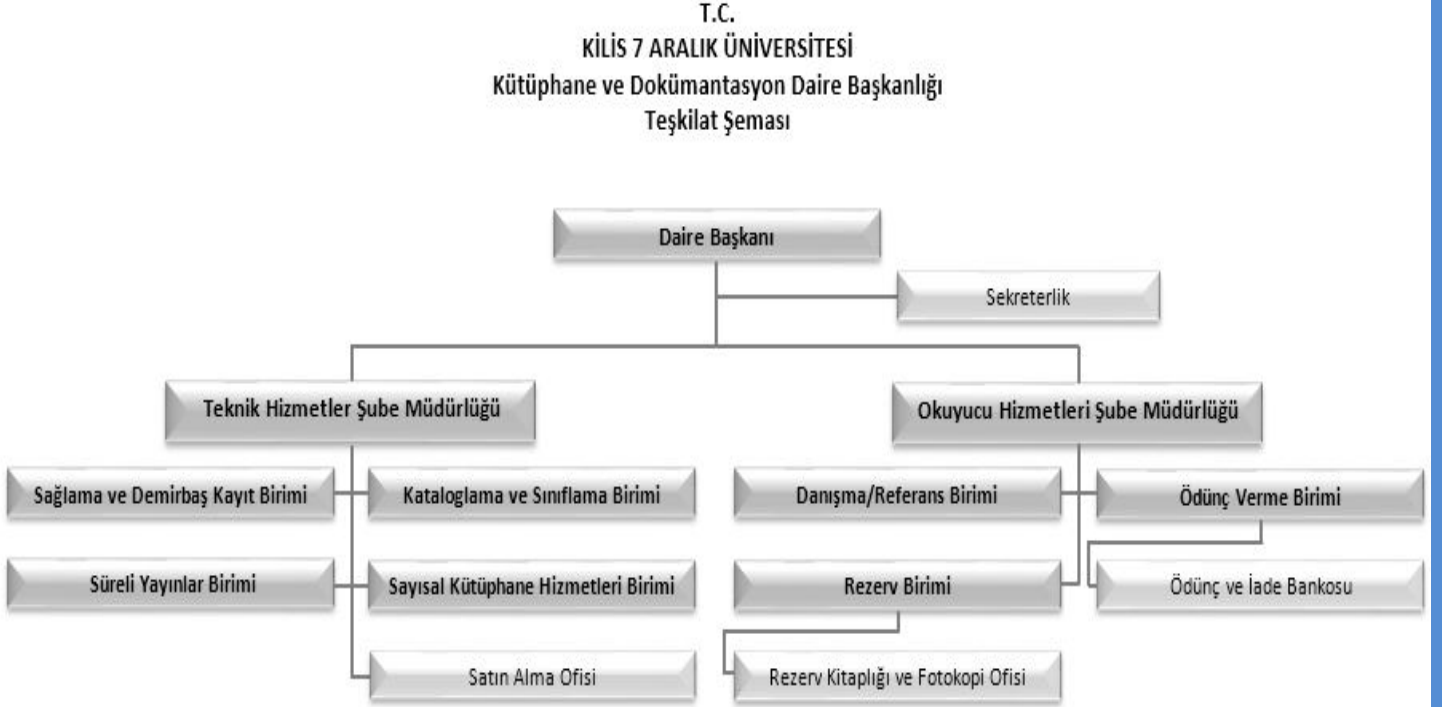 T.C.
KİLİS 7 ARALIK ÜNİVERSİTESİ
Kütüphane ve Dokümantasyon Daire Başkanlığı
Teşkilat Şeması
Daire Başkanı
Sekreterlik
Teknik Hizmetler Şube Müdürlüğü
Okuyucu Hizmetleri Şube Müdürlüğü
Sağlama ve Demirbaş Kayıt Birimi
Kataloglama ve Sınıflama Birimi
Danışma/Referans Birimi
Ödünç Verme Birimi
Süreli Yayınlar Birimi
Sayısal Kütüphane Hizmetleri Birimi
Rezerv Birimi
Ödünç ve İade Bankosu
Satın Alma Ofisi
Rezerv Kitaplığı ve Fotokopi Ofisi